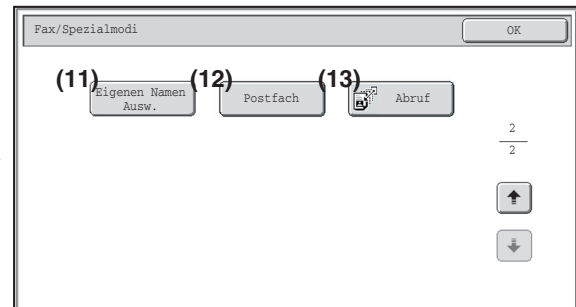 Fax/Spezialmodi
OK
(11)
Eigenen Namen
Ausw.
(12)
Postfach
(13)
Abruf
2
2